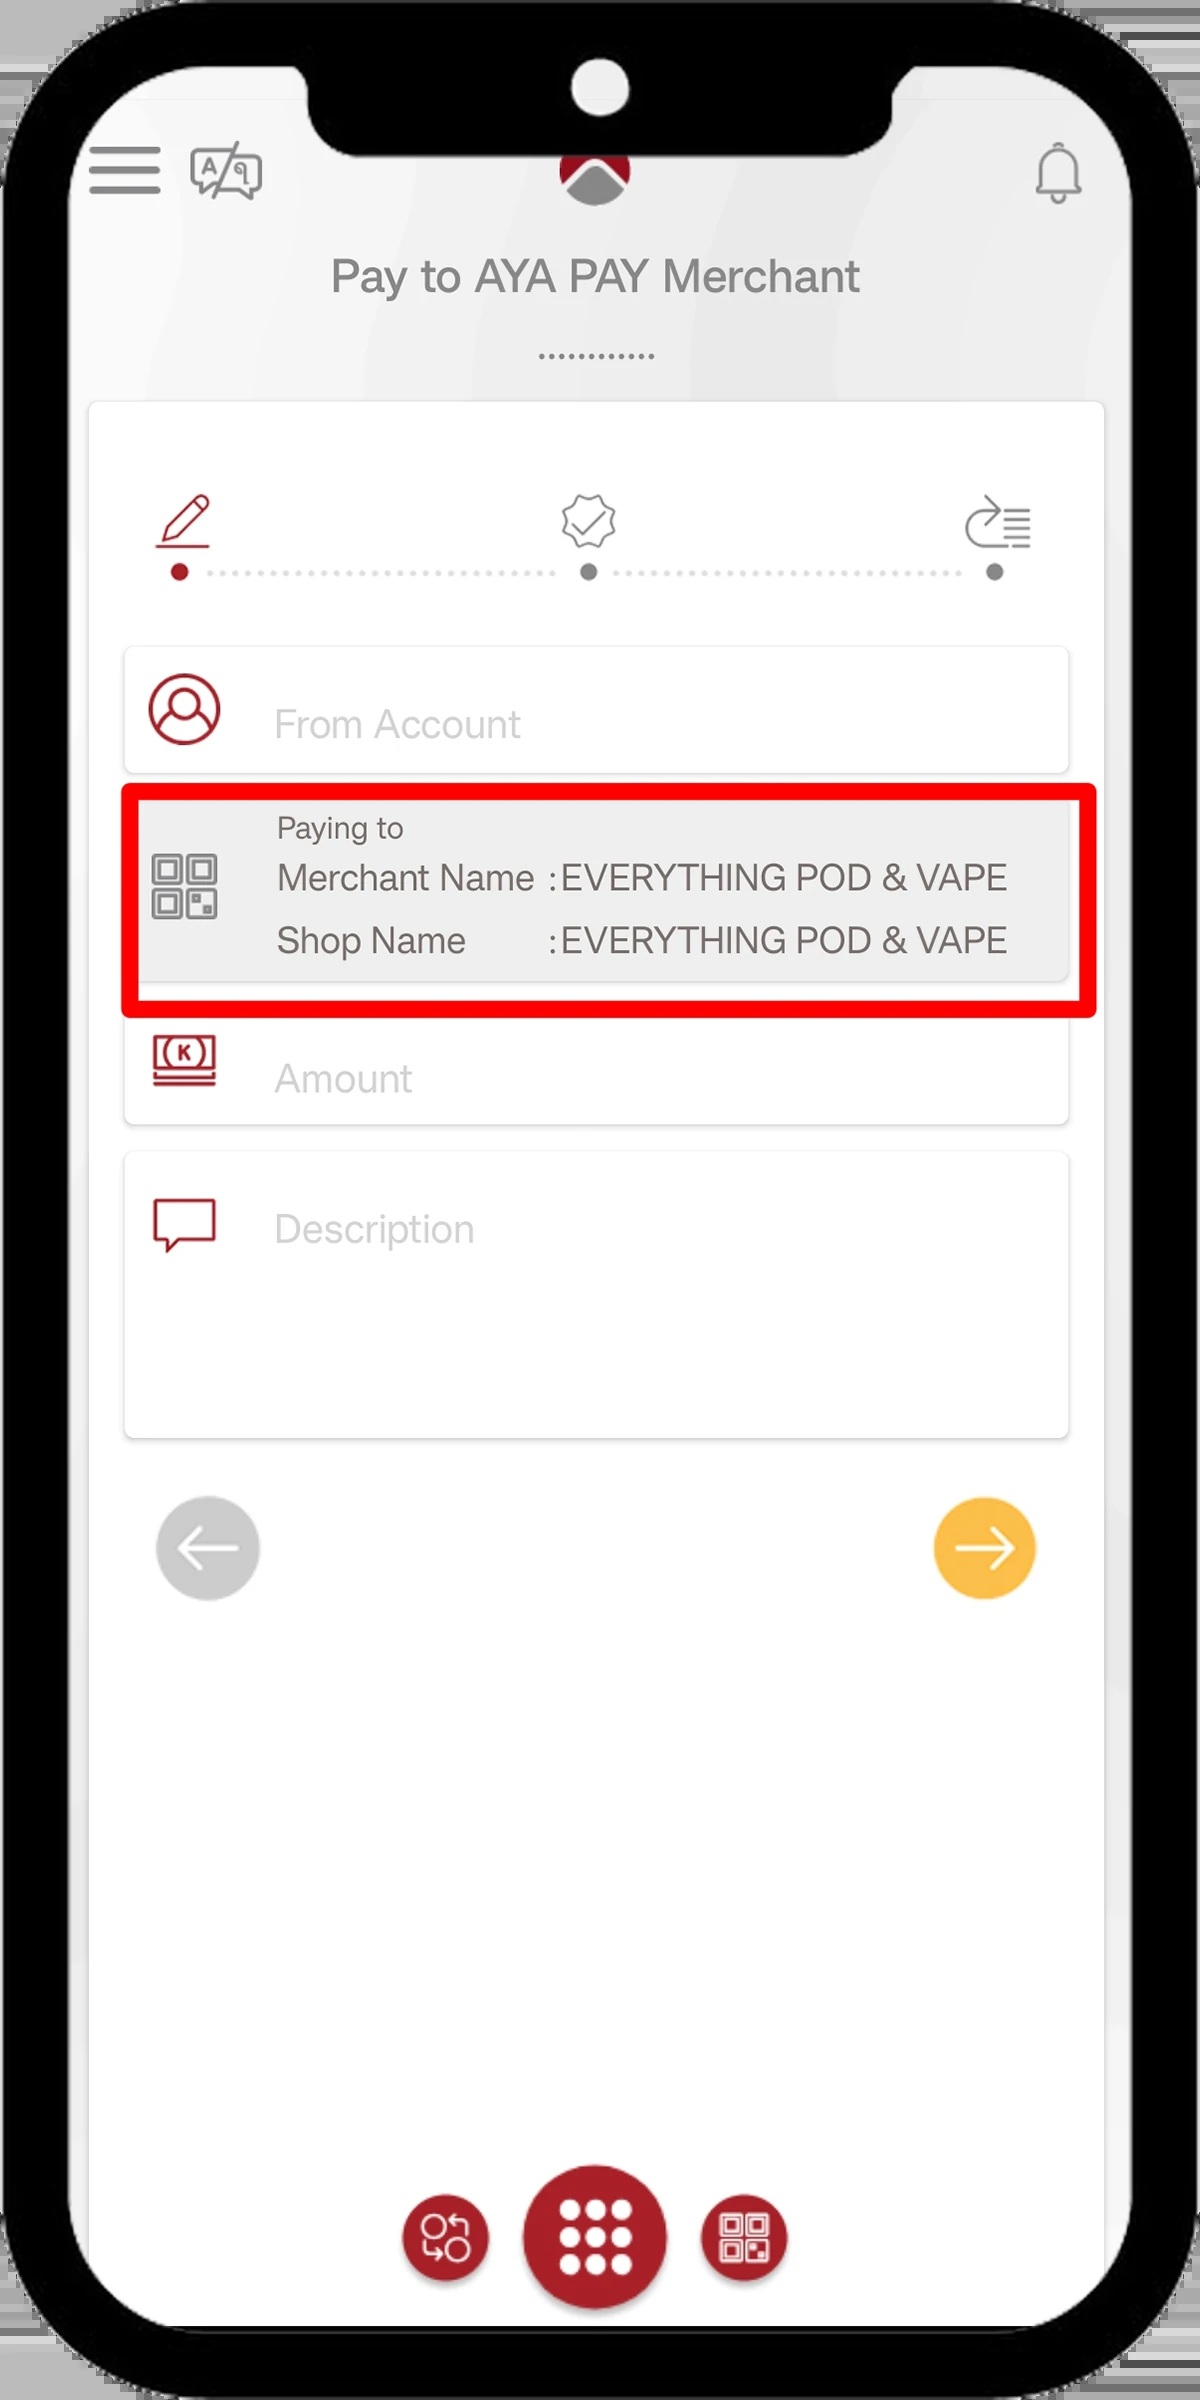 Pay to AYA PAY Merchant
From Account
Paying to
Merchant Name :EVERYTHING POD & VAPE
Shop Name :EVERYTHING POD & VAPE
K
Amount
Description